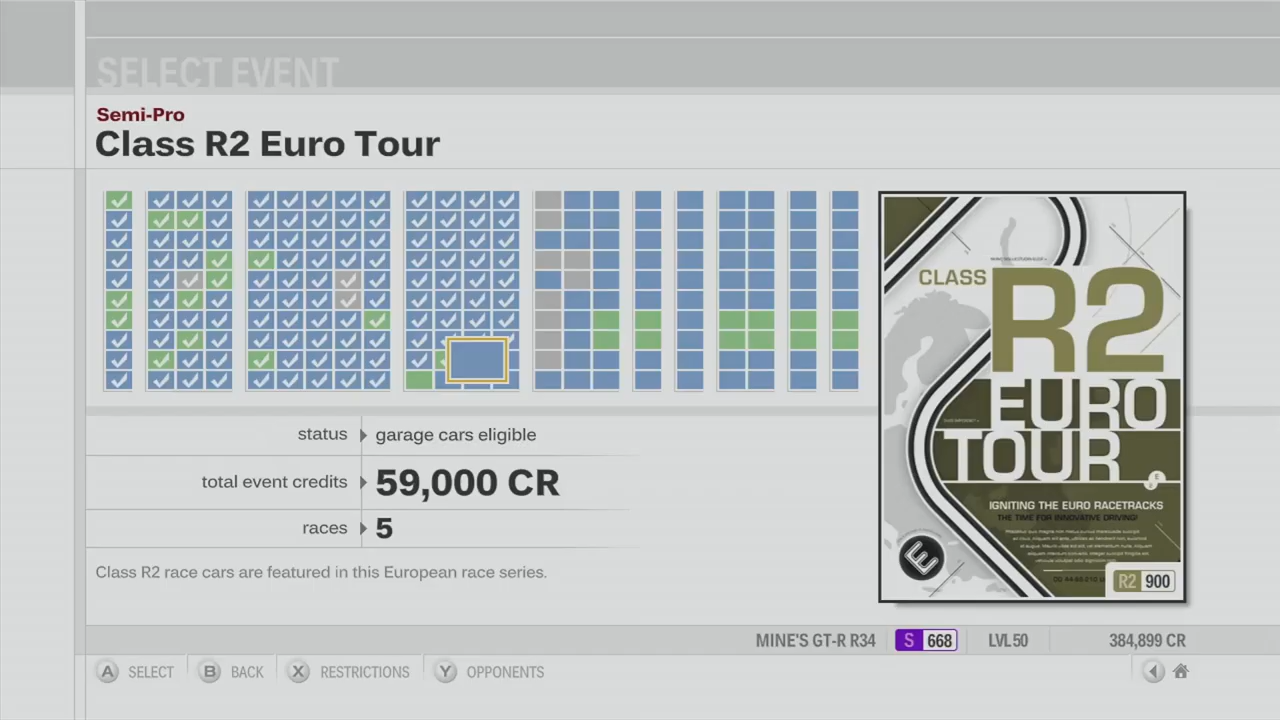 SELECT EVENT
Semi-Pro
Class R2 Euro Tour
CLASS
R2
EURO
TOUR
IGNITING THE EURO RACETRACKS
THE TIME FOR INNOVATIVE DRIVING!
E
R2 900
status garage cars eligible
total event credits 59,000 CR
races 5
Class R2 race cars are featured in this European race series.
MINE'S GT-R R34 S 668 LVL50 384,899 CR
A SELECT B BACK X RESTRICTIONS Y OPPONENTS